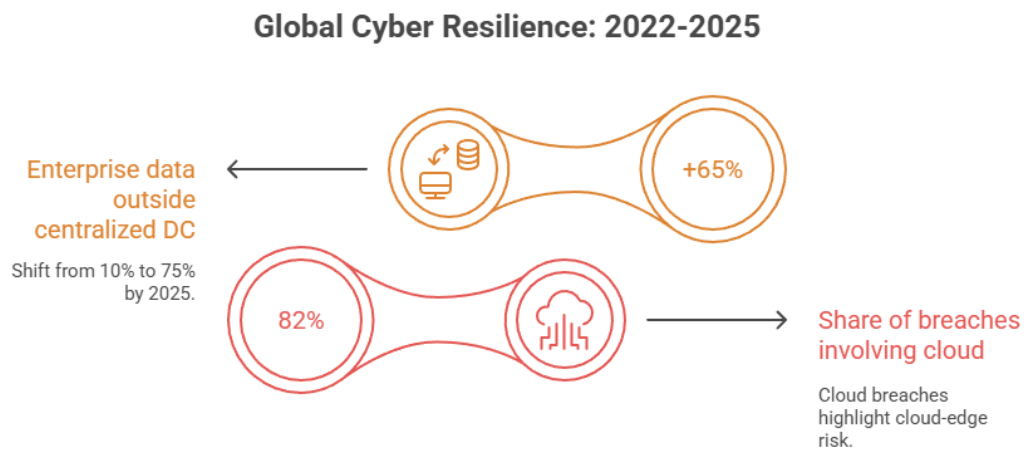 Global Cyber Resilience: 2022-2025
+65%
Enterprise data
outside
centralized DC
Shift from 10% to 75%
by 2025.
82%
Share of breaches
involving cloud
Cloud breaches
highlight cloud-edge
risk.